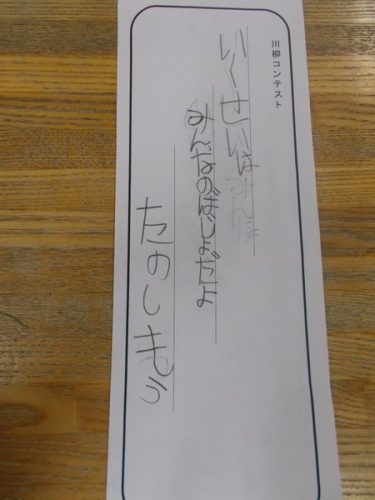 川柳コンテスト
いくせいは
みんなのばしょだよ
たのしもう